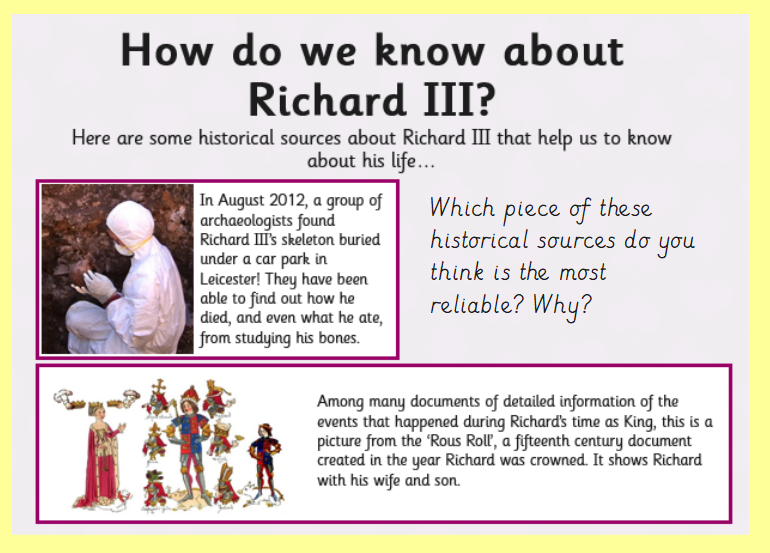 How do we know about
Richard III?
Here are some historical sources about Richard III that help us to know
about his life...
In August 2012, a group of
archaeologists found
Richard III's skeleton buried
under a car park in
Leicester! They have been
able to find out how he
died, and even what he ate,
from studying his bones.
Which piece of these
historical sources do you
think is the most
reliable? Why?
Among many documents of detailed information of the
events that happened during Richard's time as King, this is a
picture from the 'Rous Roll', a fifteenth century document
created in the year Richard was crowned. It shows Richard
with his wife and son.